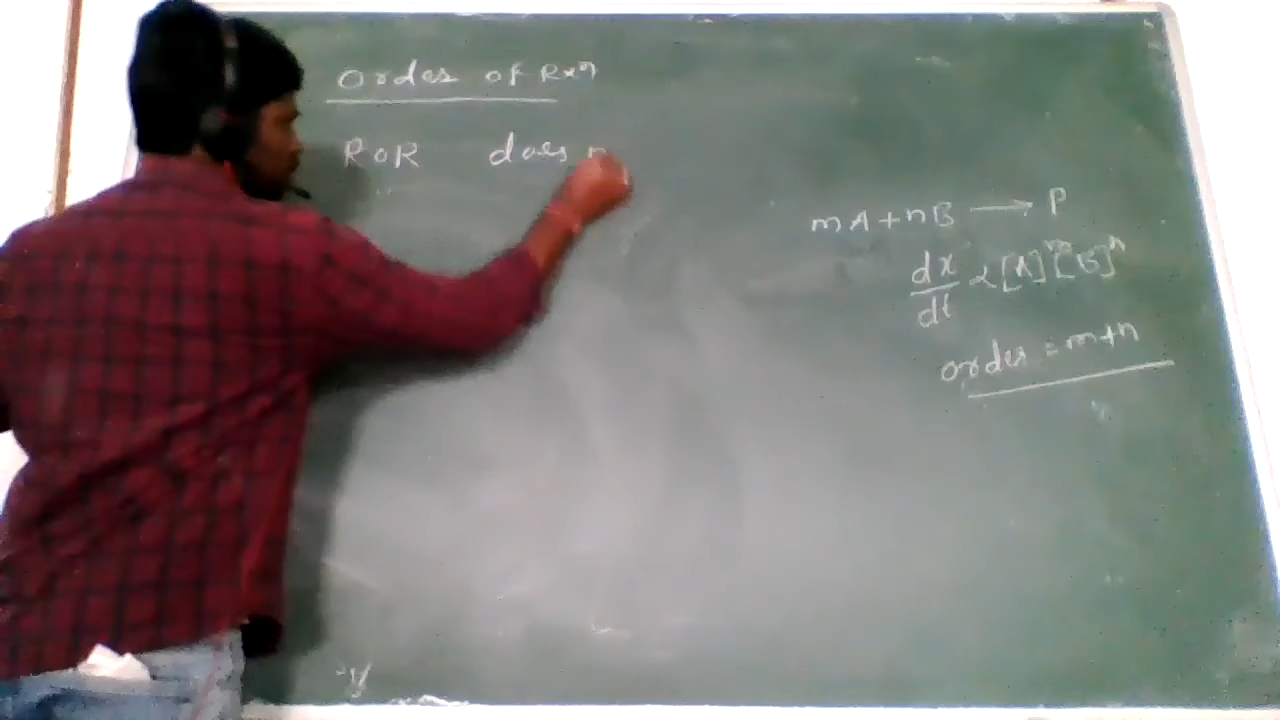 Order of Rxn
ROR does n
mA + nB → P
dx/dt ∝ [A]^m [B]^n
order = m+n